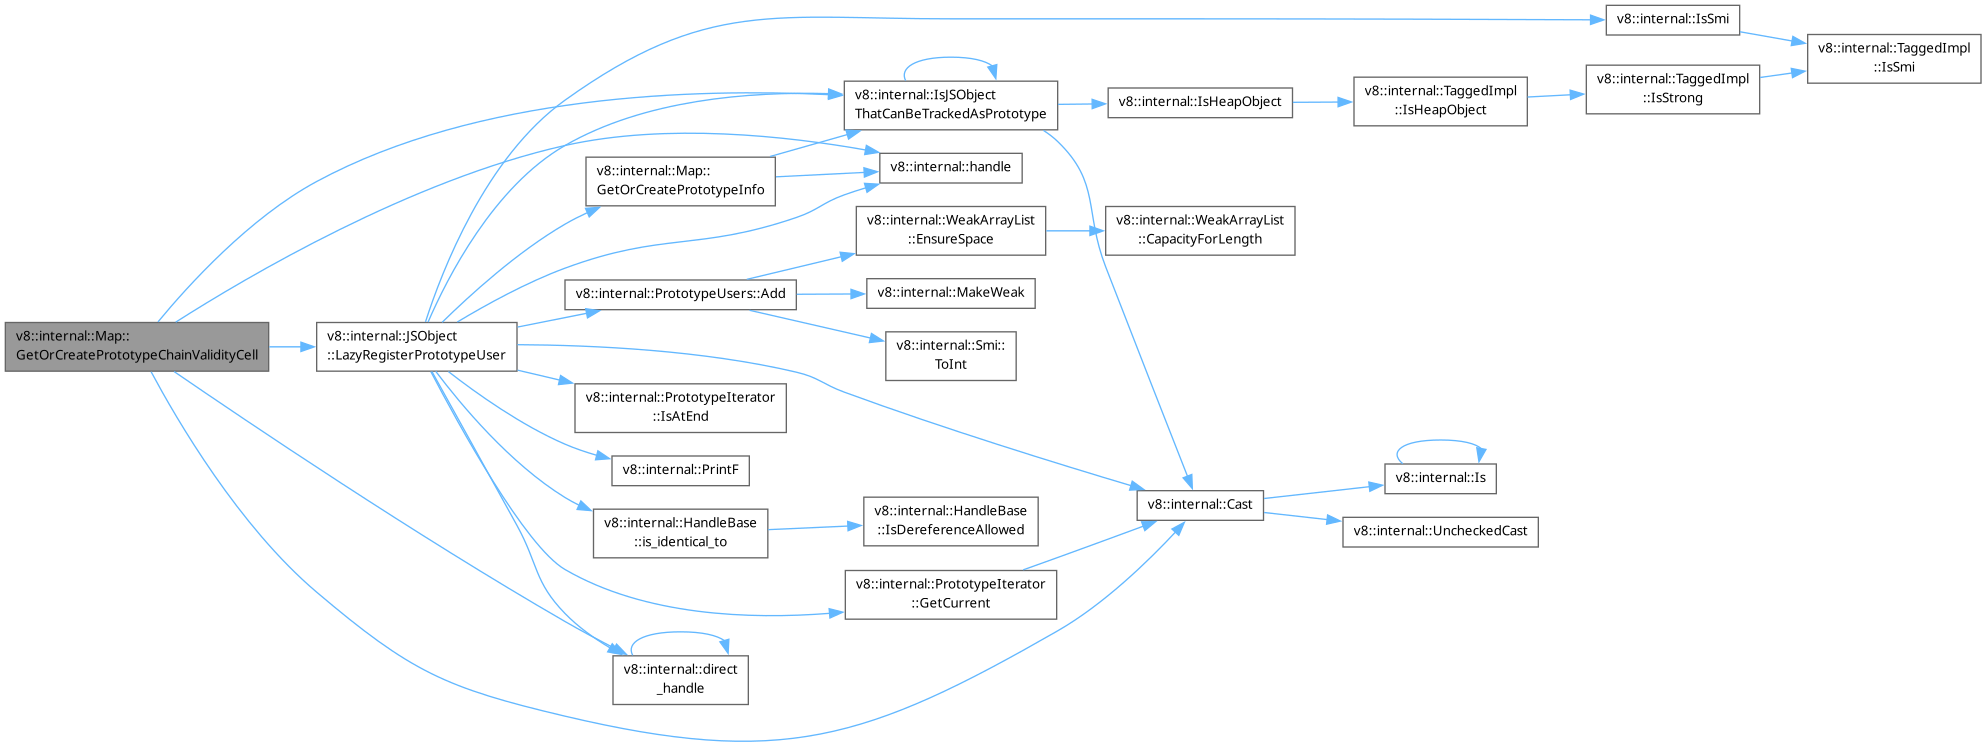 v8::internal::Map::
GetOrCreatePrototypeChainValidityCell
v8::internal::JSObject
::LazyRegisterPrototypeUser
v8::internal::Map::
GetOrCreatePrototypeInfo
v8::internal::PrototypeUsers::Add
v8::internal::PrototypeIterator
::IsAtEnd
v8::internal::PrintF
v8::internal::HandleBase
::is_identical_to
v8::internal::direct
_handle
v8::internal::IsJSObject
ThatCanBeTrackedAsPrototype
v8::internal::handle
v8::internal::WeakArrayList
::EnsureSpace
v8::internal::MakeWeak
v8::internal::Smi::
ToInt
v8::internal::HandleBase
::IsDereferenceAllowed
v8::internal::PrototypeIterator
::GetCurrent
v8::internal::IsHeapObject
v8::internal::WeakArrayList
::CapacityForLength
v8::internal::Cast
v8::internal::TaggedImpl
::IsHeapObject
v8::internal::Is
v8::internal::UncheckedCast
v8::internal::IsSmi
v8::internal::TaggedImpl
::IsStrong
v8::internal::TaggedImpl
::IsSmi